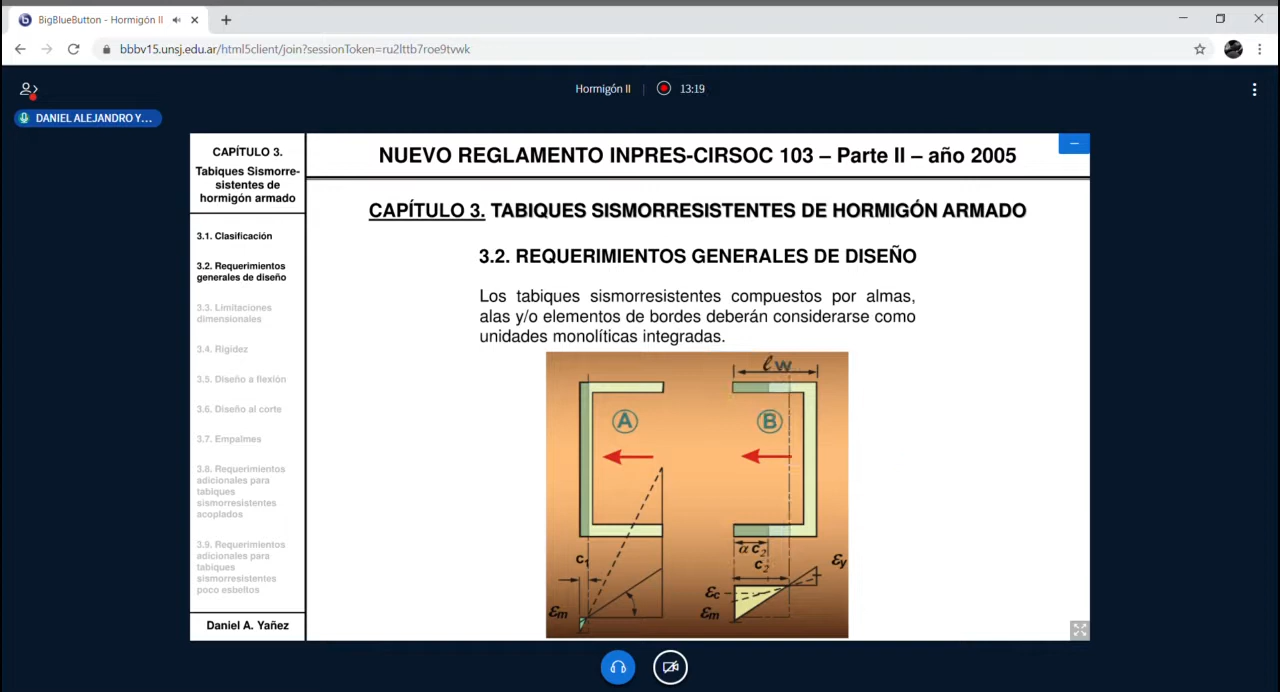 BigBlueButton - Hormigón II
bbbv15.unsj.edu.ar/html5client/join?sessionToken=ru2lttb7roe9tvwk
Hormigón II
13:19
DANIEL ALEJANDRO Y...
CAPÍTULO 3.
Tabiques Sismorre-
sistentes de
hormigón armado
3.1. Clasificación
3.2. Requerimientos
generales de diseño
3.3. Limitaciones
dimensionales
3.4. Rigidez
3.5. Diseño a flexión
3.6. Diseño al corte
3.7. Empalmes
3.8. Requerimientos
adicionales para
tabiques
sismorresistentes
acoplados
3.9. Requerimientos
adicionales para
tabiques
sismorresistentes
poco esbeltos
Daniel A. Yañez
NUEVO REGLAMENTO INPRES-CIRSOC 103 – Parte II – año 2005
CAPÍTULO 3. TABIQUES SISMORRESISTENTES DE HORMIGÓN ARMADO
3.2. REQUERIMIENTOS GENERALES DE DISEÑO
Los tabiques sismorresistentes compuestos por almas,
alas y/o elementos de bordes deberán considerarse como
unidades monolíticas integradas.
ℓw
A
B
c₁
α c₂
c₂
εy
εc
εm
εm